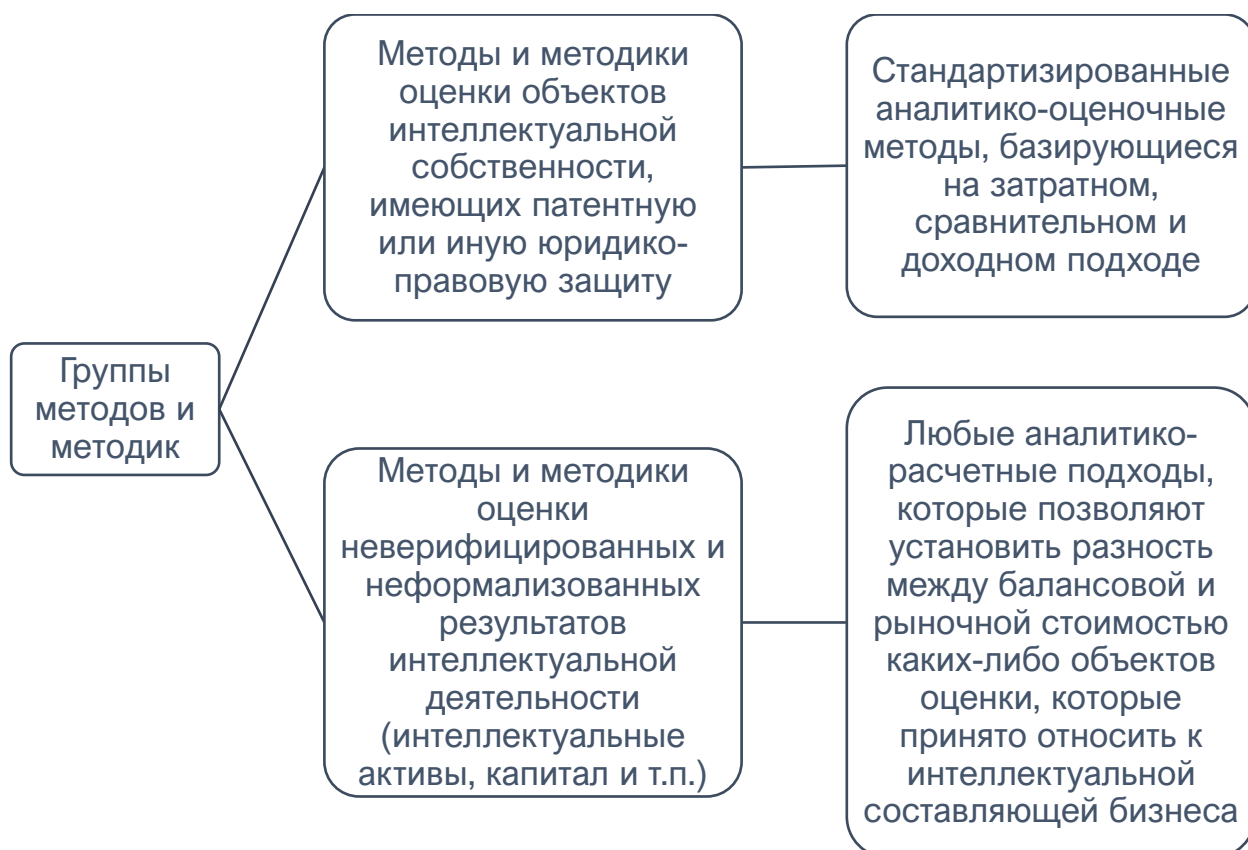 Группы
методов и
методик
Методы и методики
оценки объектов
интеллектуальной
собственности,
имеющих патентную
или иную юридико-
правовую защиту
Стандартизированные
аналитико-оценочные
методы, базирующиеся
на затратном,
сравнительном и
доходном подходе
Методы и методики
оценки
неверифицированных и
неформализованных
результатов
интеллектуальной
деятельности
(интеллектуальные
активы, капитал и т.п.)
Любые аналитико-
расчетные подходы,
которые позволяют
установить разность
между балансовой и
рыночной стоимостью
каких-либо объектов
оценки, которые
принято относить к
интеллектуальной
составляющей бизнеса